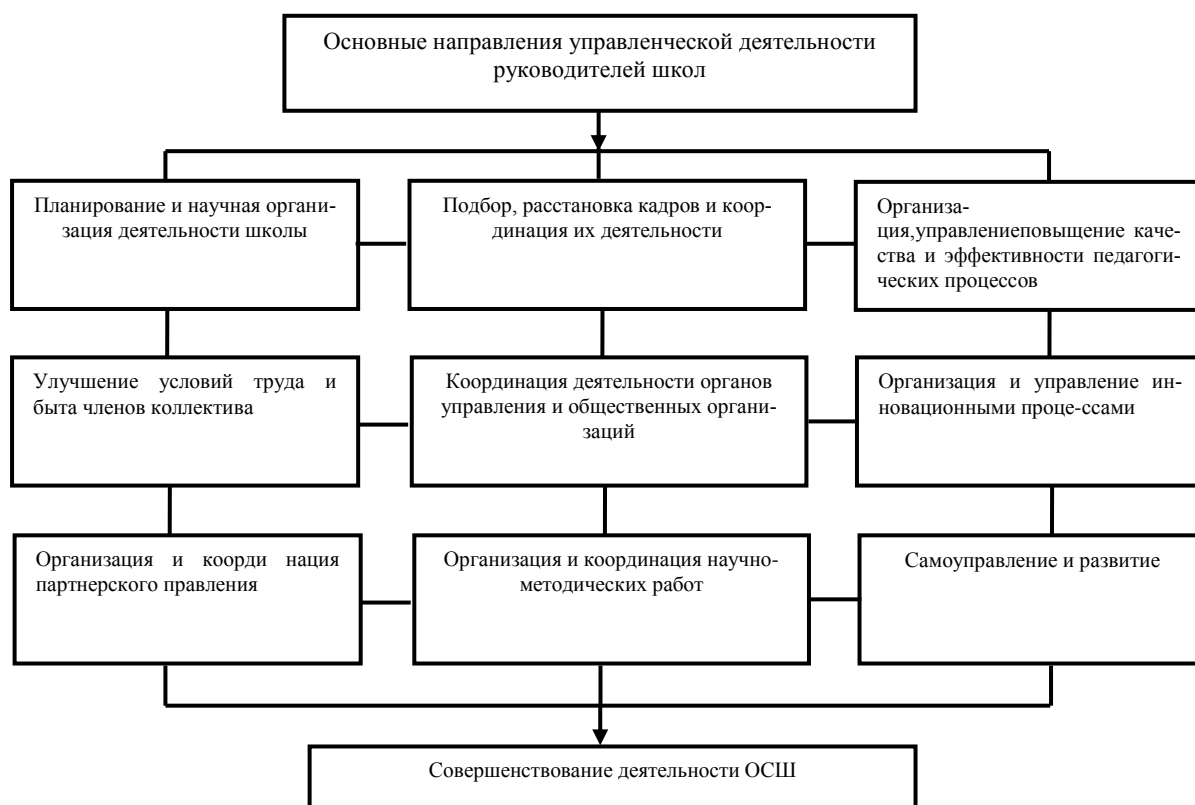 Основные направления управленческой деятельности
руководителей школ
Планирование и научная органи-
зация деятельности школы
Подбор, расстановка кадров и коор-
динация их деятельности
Организа-
ция,управлениеповыщение каче-
ства и эффективности педагоги-
ческих процессов
Улучшение условий труда и
быта членов коллектива
Координация деятельности органов
управления и общественных органи-
заций
Организация и управление ин-
новационными проце-ссами
Организация и коорди нация
партнерского правления
Организация и координация научно-
методических работ
Самоуправление и развитие
Совершенствование деятельности ОСШ